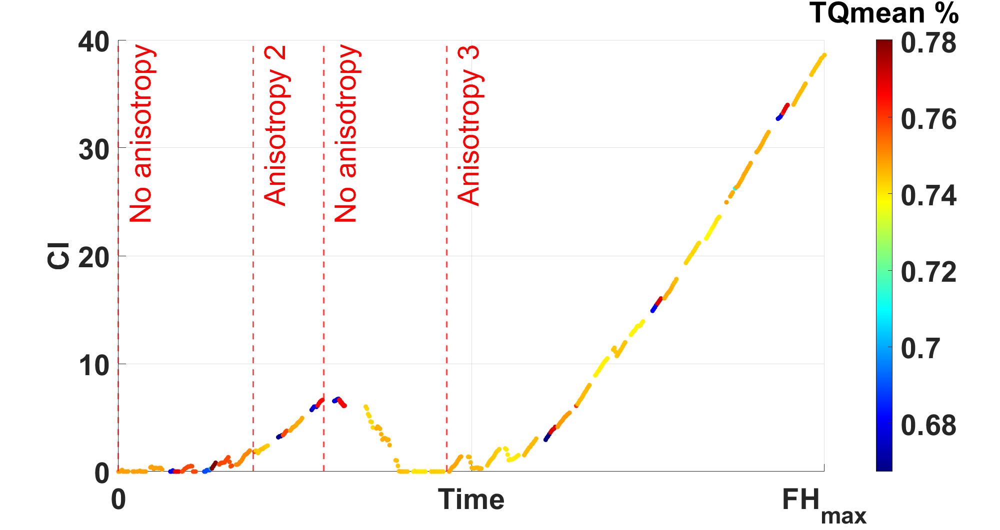 TQmean %
40
30
20
10
0
CI
No anisotropy
Anisotropy 2
No anisotropy
Anisotropy 3
0.78
0.76
0.74
0.72
0.7
0.68
0
Time
FHmax